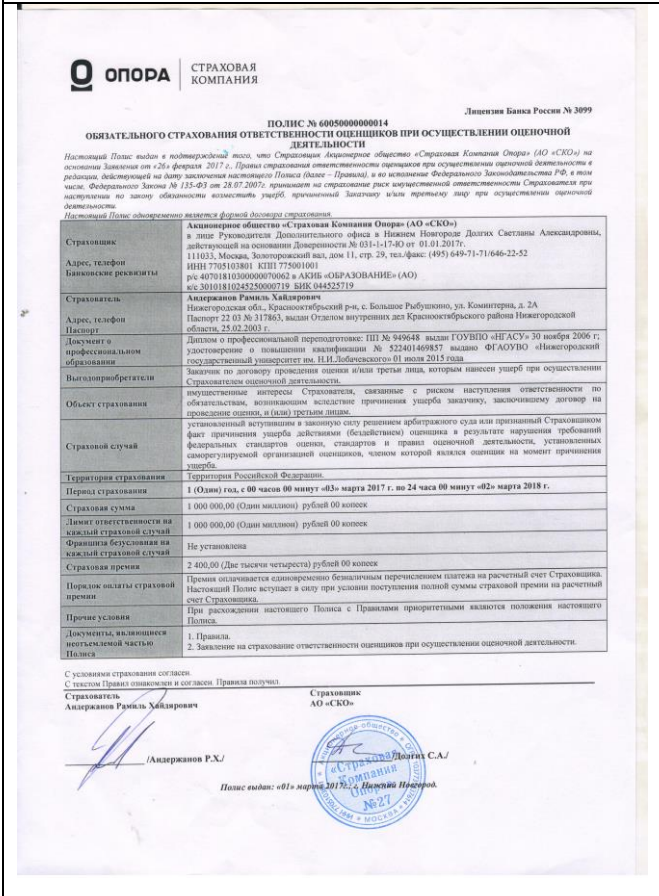 ОПОРА
СТРАХОВАЯ
КОМПАНИЯ
Лицензия Банка России № 3099
ПОЛИС № 60050000000014
ОБЯЗАТЕЛЬНОГО СТРАХОВАНИЯ ОТВЕТСТВЕННОСТИ ОЦЕНЩИКОВ ПРИ ОСУЩЕСТВЛЕНИИ ОЦЕНОЧНОЙ
ДЕЯТЕЛЬНОСТИ
Настоящий Полис выдан в подтверждение того, что Страховщик Акционерное общество «Страховая Компания Опора» (АО «СКО») на
основании Заявления от «26» февраля 2017 г., Правил страхования ответственности оценщиков при осуществлении оценочной деятельности в
редакции, действующей на дату заключения настоящего Полиса (далее – Правила), и во исполнение Федерального Законодательства РФ, в том
числе, Федерального Закона № 135-ФЗ от 28.07.2007г. принимает на страхование риск имущественной ответственности Страхователя при
наступлении по закону обязанности возместить ущерб, причиненный Заказчику и/или третьему лицу при осуществлении оценочной
деятельности.
Настоящий Полис одновременно является формой договора страхования.
Страховщик
Адрес, телефон
Банковские реквизиты
Акционерное общество «Страховая Компания Опора» (АО «СКО»)
в лице Руководителя Дополнительного офиса в Нижнем Новгороде Долгих Светланы Александровны,
действующей на основании Доверенности № 031-1-17-Ю от 01.01.2017г.
111033, Москва, Золоторожский вал, дом 11, стр. 29, тел./факс: (495) 649-71-71/646-22-52
ИНН 7705103801 КПП 775001001
р/с 40701810300000070062 в АКИБ «ОБРАЗОВАНИЕ» (АО)
к/с 30101810245250000719 БИК 044525719
Страхователь
Адрес, телефон
Паспорт
Андержанов Рамиль Хайдярович
Нижегородская обл., Краснооктябрьский р-н, с. Большое Рыбушкино, ул. Коминтерна, д. 2А
Паспорт 22 03 № 317863, выдан Отделом внутренних дел Краснооктябрьского района Нижегородской
области, 25.02.2003 г.
Документ о
профессиональном
образовании
Диплом о профессиональной переподготовке: ПП № 949648 выдан ГОУВПО «НГАСУ» 30 ноября 2006 г;
удостоверение о повышении квалификации № 522401469857 выдано ФГАОУВО «Нижегородский
государственный университет им. Н.И.Лобачевского» 01 июля 2015 года
Выгодоприобретатели
Заказчик по договору проведения оценки и/или третьи лица, которым нанесен ущерб при осуществлении
Страхователем оценочной деятельности.
Объект страхования
имущественные интересы Страхователя, связанные с риском наступления ответственности по
обязательствам, возникающим вследствие причинения ущерба заказчику, заключившему договор на
проведение оценки, и (или) третьим лицам.
Страховой случай
установленный вступившим в законную силу решением арбитражного суда или признанный Страховщиком
факт причинения ущерба действиями (бездействием) оценщика в результате нарушения требований
федеральных стандартов оценки, стандартов и правил оценочной деятельности, установленных
саморегулируемой организацией оценщиков, членом которой являлся оценщик на момент причинения
ущерба.
Территория страхования
Территория Российской Федерации.
Период страхования
1 (Один) год, с 00 часов 00 минут «03» марта 2017 г. по 24 часа 00 минут «02» марта 2018 г.
Страховая сумма
1 000 000,00 (Один миллион) рублей 00 копеек
Лимит ответственности на
каждый страховой случай
1 000 000,00 (Один миллион) рублей 00 копеек
Франшиза безусловная на
каждый страховой случай
Не установлена
Страховая премия
2 400,00 (Две тысячи четыреста) рублей 00 копеек
Порядок оплаты страховой
премии
Премия оплачивается единовременно безналичным перечислением платежа на расчетный счет Страховщика.
Настоящий Полис вступает в силу при условии поступления полной суммы страховой премии на расчетный
счет Страховщика.
Прочие условия
При расхождении настоящего Полиса с Правилами приоритетными являются положения настоящего
Полиса.
Документы, являющиеся
неотъемлемой частью
Полиса
1. Правила.
2. Заявление на страхование ответственности оценщиков при осуществлении оценочной деятельности.
С условиями страхования согласен.
С текстом Правил ознакомлен и согласен. Правила получил.
Страхователь
Андержанов Рамиль Хайдярович
Страховщик
АО «СКО»
/Андержанов Р.Х./
/Долгих С.А./
Полис выдан: «01» марта 2017г., г. Нижний Новгород.
«Страховая
Компания
Опора»
№27
МОСКВА